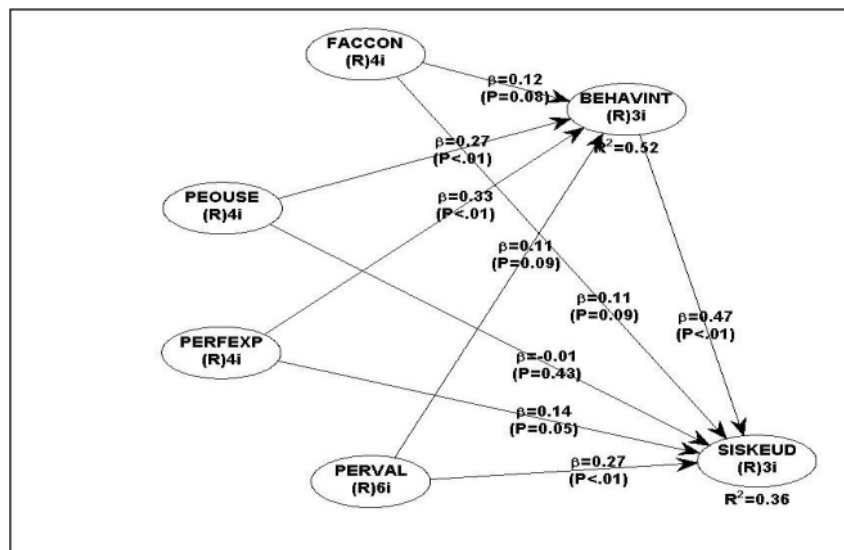 FACCON
(R)4i
β=0.12
(P=0.08)
BEHAVINT
(R)3i
R²=0.52
β=0.27
(P<.01)
PEOUSE
(R)4i
β=0.33
(P<.01)
β=0.11
(P=0.09)
β=0.11
(P=0.09)
β=0.47
(P<.01)
PERFEXP
(R)4i
β=-0.01
(P=0.43)
β=0.14
(P=0.05)
SISKEUD
(R)3i
R²=0.36
PERVAL
(R)6i
β=0.27
(P<.01)